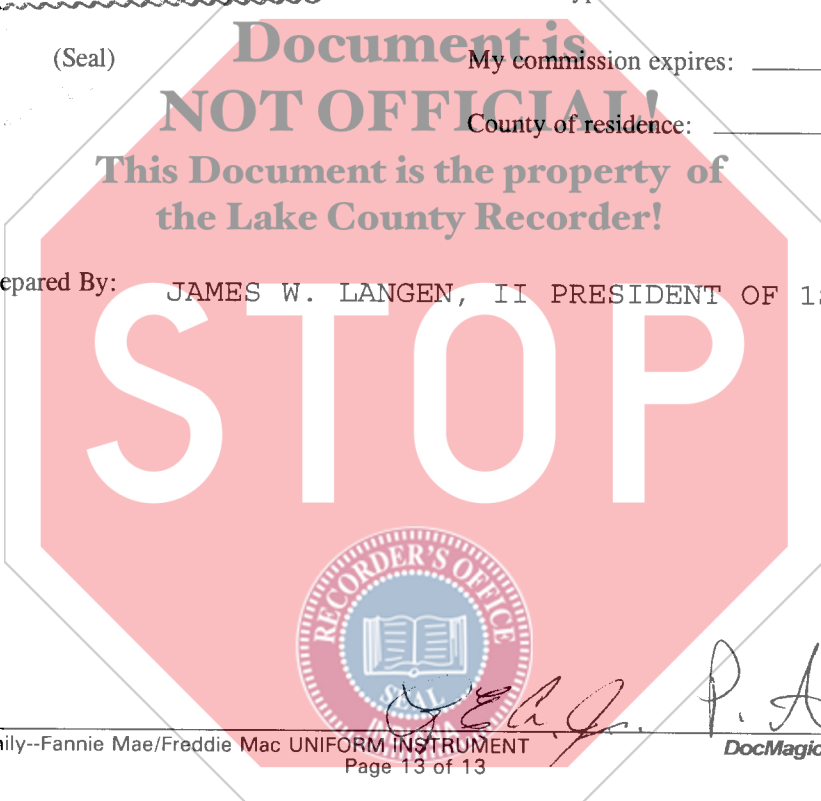 Document is
(Seal)
My commission expires:
NOT OFFICIAL!
County of residence:
This Document is the property of
the Lake County Recorder!
epared By: JAMES W. LANGEN, II PRESIDENT OF 1
STOP
RECORDER'S OFFICE
SEAL
INDIANA
ily--Fannie Mae/Freddie Mac UNIFORM INSTRUMENT
DocMagic
Page 13 of 13